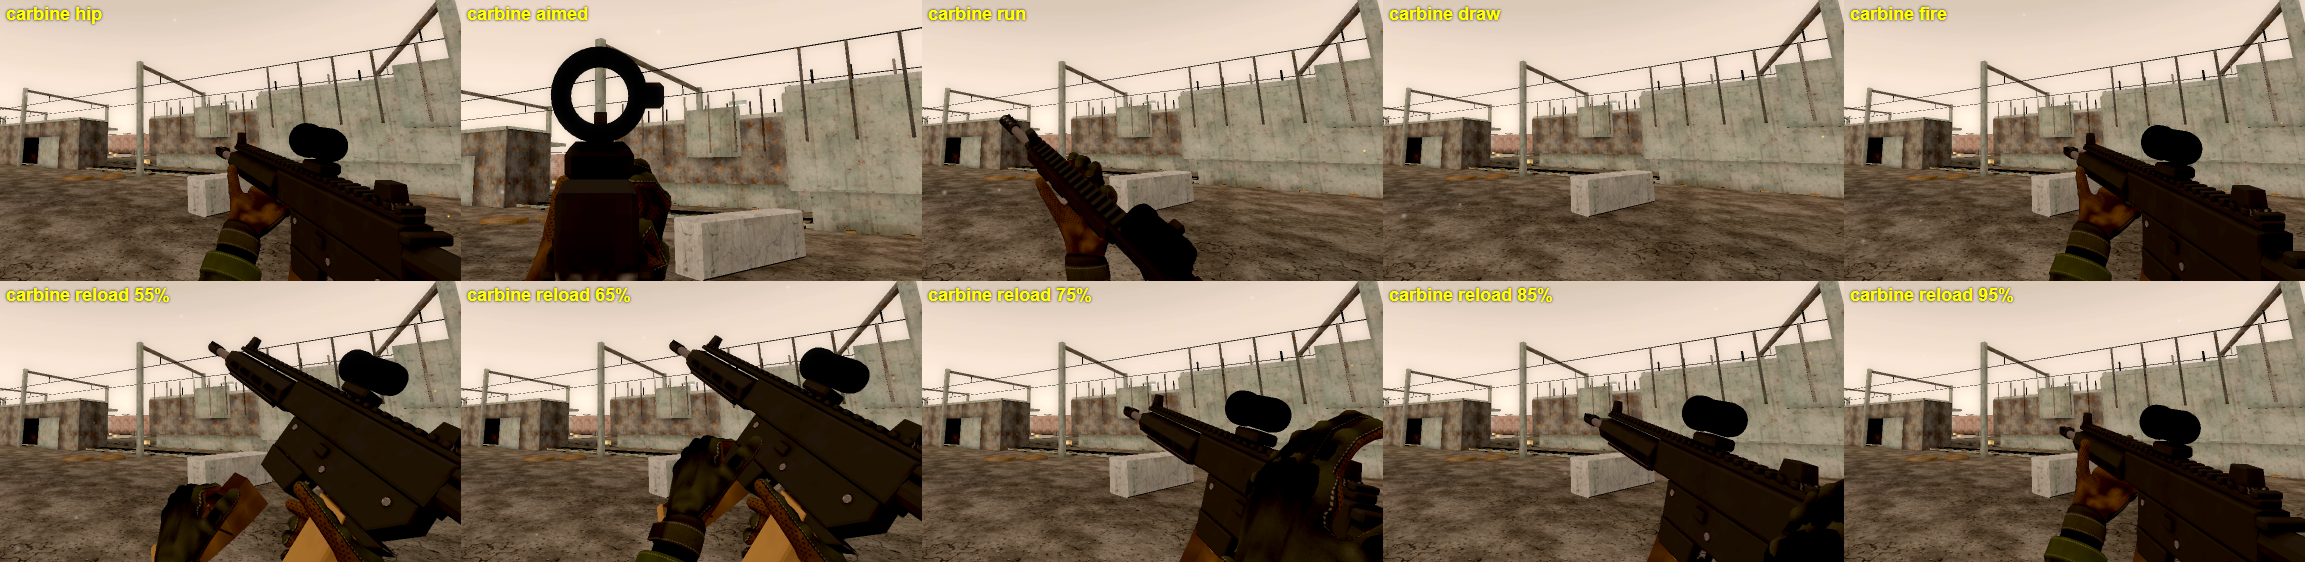 carbine hip
carbine aimed
carbine run
carbine draw
carbine fire
carbine reload 55%
carbine reload 65%
carbine reload 75%
carbine reload 85%
carbine reload 95%